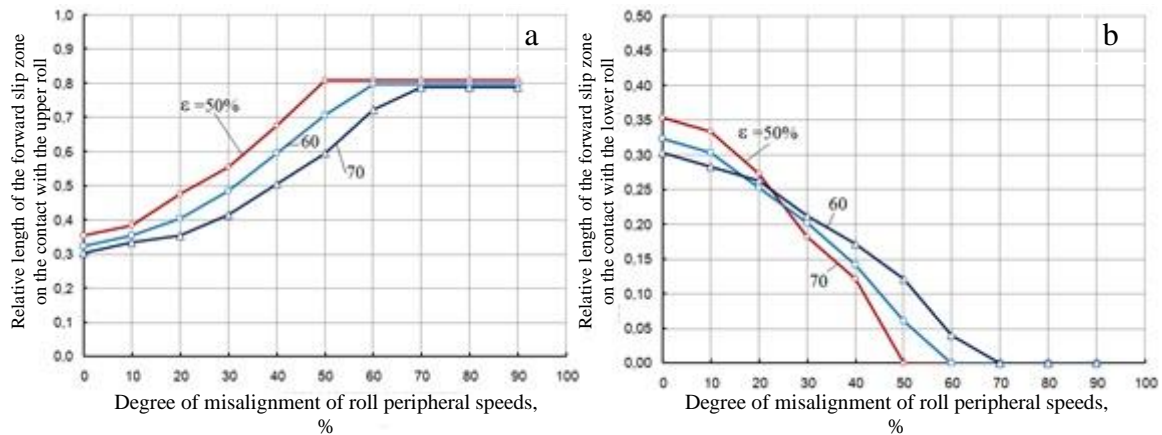 Relative length of the forward slip zone
on the contact with the upper roll
1,0
0,9
0,8
0,7
0,6
0,5
0,4
0,3
0,2
0,1
0.0
a
ε =50%
60
70
0 10 20 30 40 50 60 70 80 90 100
Degree of misalignment of roll peripheral speeds,
%
Relative length of the forward slip zone
on the contact with the lower roll
0,50
0,45
0,40
0,35
0,30
0,25
0,20
0,15
0,10
0,05
0,00
b
ε =50%
60
70
0 10 20 30 40 50 60 70 80 90 100
Degree of misalignment of roll peripheral speeds,
%